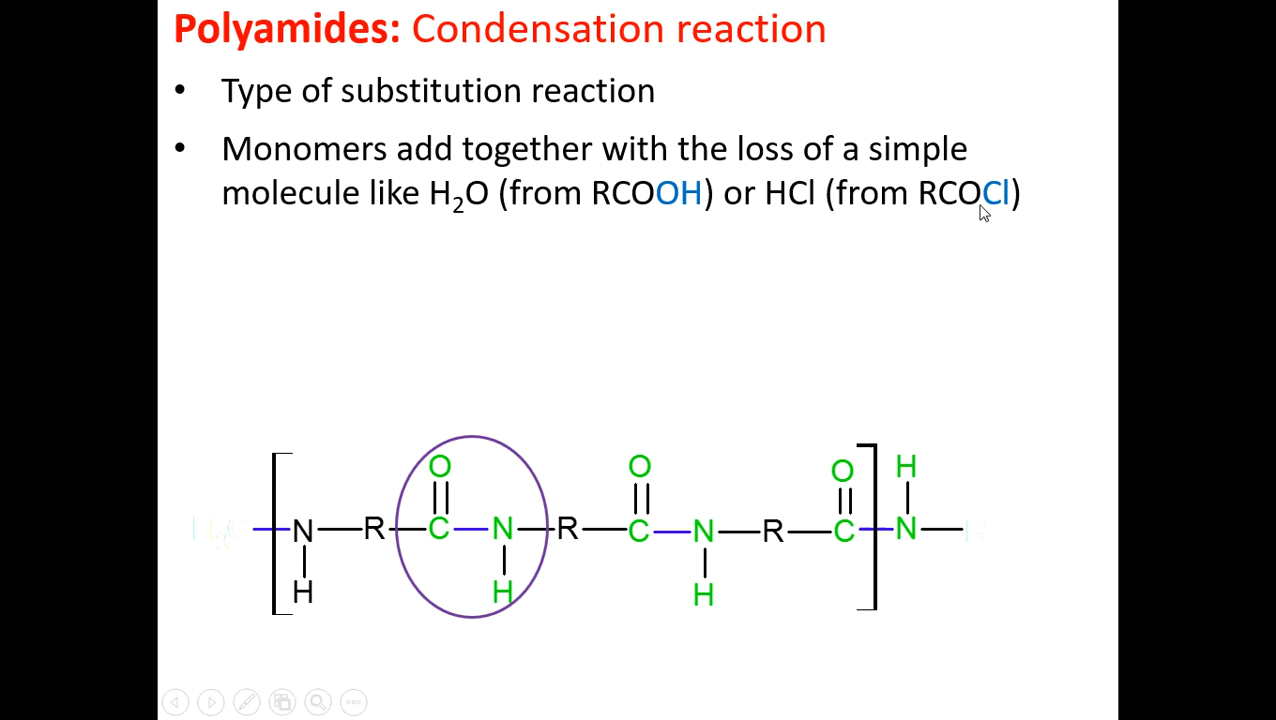 Polyamides: Condensation reaction
• Type of substitution reaction
• Monomers add together with the loss of a simple
molecule like H₂O (from RCOOH) or HCl (from RCOCl)
O O O H
N R C N R C N R C N
H H H